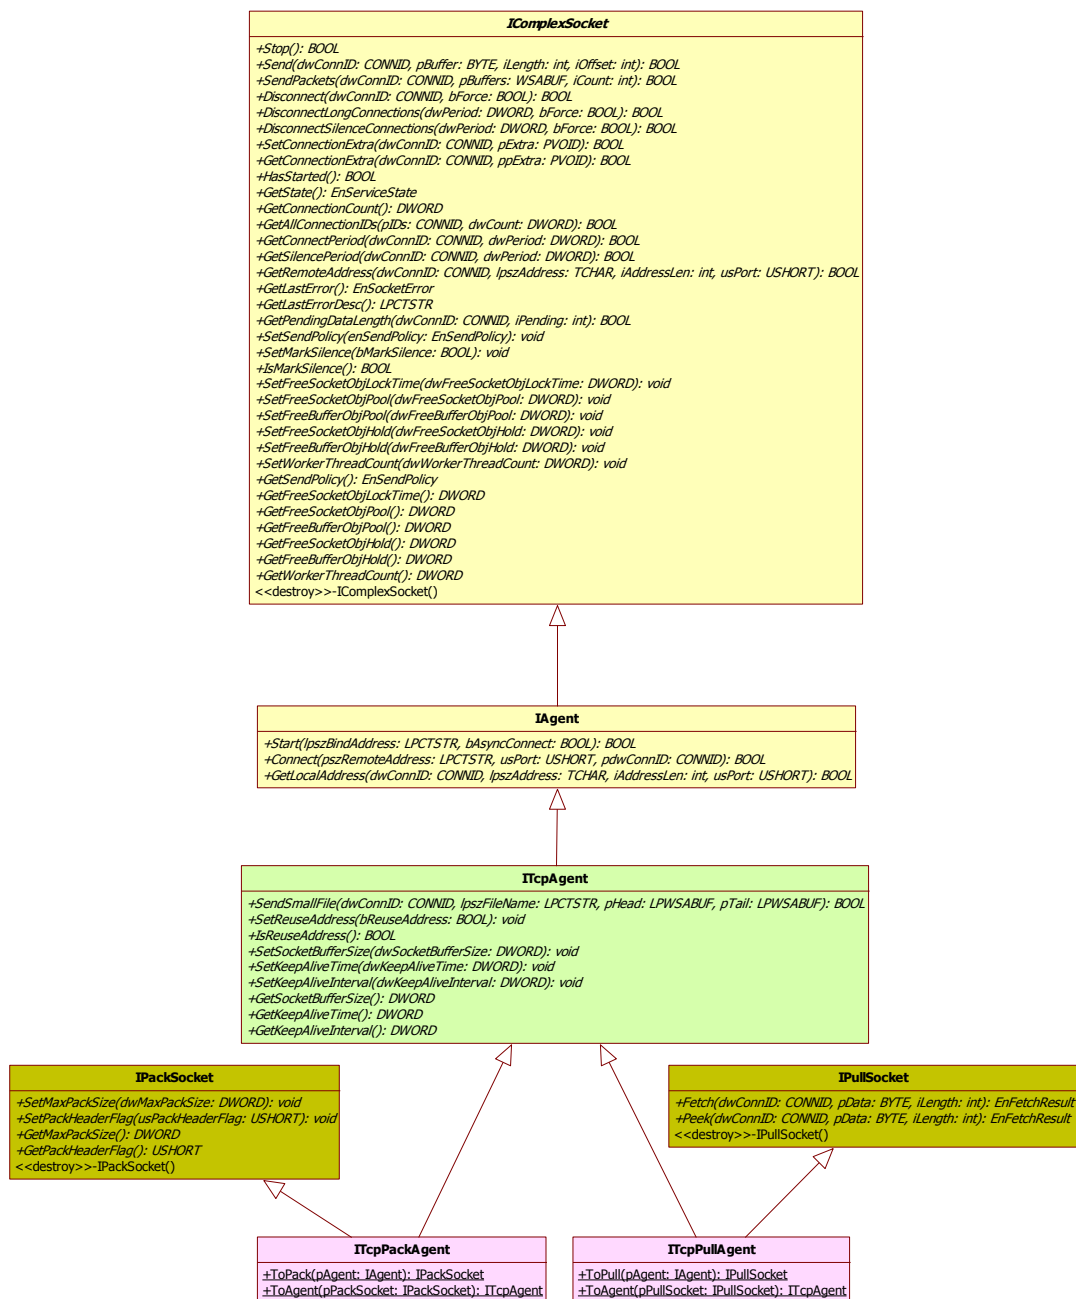 IComplexSocket
+Stop(): BOOL
+Send(dwConnID: CONNID, pBuffer: BYTE, iLength: int, iOffset: int): BOOL
+SendPackets(dwConnID: CONNID, pBuffers: WSABUF, iCount: int): BOOL
+Disconnect(dwConnID: CONNID, bForce: BOOL): BOOL
+DisconnectLongConnections(dwPeriod: DWORD, bForce: BOOL): BOOL
+DisconnectSilenceConnections(dwPeriod: DWORD, bForce: BOOL): BOOL
+SetConnectionExtra(dwConnID: CONNID, pExtra: PVOID): BOOL
+GetConnectionExtra(dwConnID: CONNID, ppExtra: PVOID): BOOL
+HasStarted(): BOOL
+GetState(): EnServiceState
+GetConnectionCount(): DWORD
+GetAllConnectionIDs(pIDs: CONNID, dwCount: DWORD): BOOL
+GetConnectPeriod(dwConnID: CONNID, dwPeriod: DWORD): BOOL
+GetSilencePeriod(dwConnID: CONNID, dwPeriod: DWORD): BOOL
+GetRemoteAddress(dwConnID: CONNID, lpszAddress: TCHAR, iAddressLen: int, usPort: USHORT): BOOL
+GetLastError(): EnSocketError
+GetLastErrorDesc(): LPCTSTR
+GetPendingDataLength(dwConnID: CONNID, iPending: int): BOOL
+SetSendPolicy(enSendPolicy: EnSendPolicy): void
+SetMarkSilence(bMarkSilence: BOOL): void
+IsMarkSilence(): BOOL
+SetFreeSocketObjLockTime(dwFreeSocketObjLockTime: DWORD): void
+SetFreeSocketObjPool(dwFreeSocketObjPool: DWORD): void
+SetFreeBufferObjPool(dwFreeBufferObjPool: DWORD): void
+SetFreeSocketObjHold(dwFreeSocketObjHold: DWORD): void
+SetFreeBufferObjHold(dwFreeBufferObjHold: DWORD): void
+SetWorkerThreadCount(dwWorkerThreadCount: DWORD): void
+GetSendPolicy(): EnSendPolicy
+GetFreeSocketObjLockTime(): DWORD
+GetFreeSocketObjPool(): DWORD
+GetFreeBufferObjPool(): DWORD
+GetFreeSocketObjHold(): DWORD
+GetFreeBufferObjHold(): DWORD
+GetWorkerThreadCount(): DWORD
<<destroy>>-IComplexSocket()
IAgent
+Start(lpszBindAddress: LPCTSTR, bAsyncConnect: BOOL): BOOL
+Connect(pszRemoteAddress: LPCTSTR, usPort: USHORT, pdwConnID: CONNID): BOOL
+GetLocalAddress(dwConnID: CONNID, lpszAddress: TCHAR, iAddressLen: int, usPort: USHORT): BOOL
ITcpAgent
+SendSmallFile(dwConnID: CONNID, lpszFileName: LPCTSTR, pHead: LPWSABUF, pTail: LPWSABUF): BOOL
+SetReuseAddress(bReuseAddress: BOOL): void
+IsReuseAddress(): BOOL
+SetSocketBufferSize(dwSocketBufferSize: DWORD): void
+SetKeepAliveTime(dwKeepAliveTime: DWORD): void
+SetKeepAliveInterval(dwKeepAliveInterval: DWORD): void
+GetSocketBufferSize(): DWORD
+GetKeepAliveTime(): DWORD
+GetKeepAliveInterval(): DWORD
IPackSocket
+SetMaxPackSize(dwMaxPackSize: DWORD): void
+SetPackHeaderFlag(usPackHeaderFlag: USHORT): void
+GetMaxPackSize(): DWORD
+GetPackHeaderFlag(): USHORT
<<destroy>>-IPackSocket()
IPullSocket
+Fetch(dwConnID: CONNID, pData: BYTE, iLength: int): EnFetchResult
+Peek(dwConnID: CONNID, pData: BYTE, iLength: int): EnFetchResult
<<destroy>>-IPullSocket()
ITcpPackAgent
+ToPack(pAgent: IAgent): IPackSocket
+ToAgent(pPackSocket: IPackSocket): ITcpAgent
ITcpPullAgent
+ToPull(pAgent: IAgent): IPullSocket
+ToAgent(pPullSocket: IPullSocket): ITcpAgent